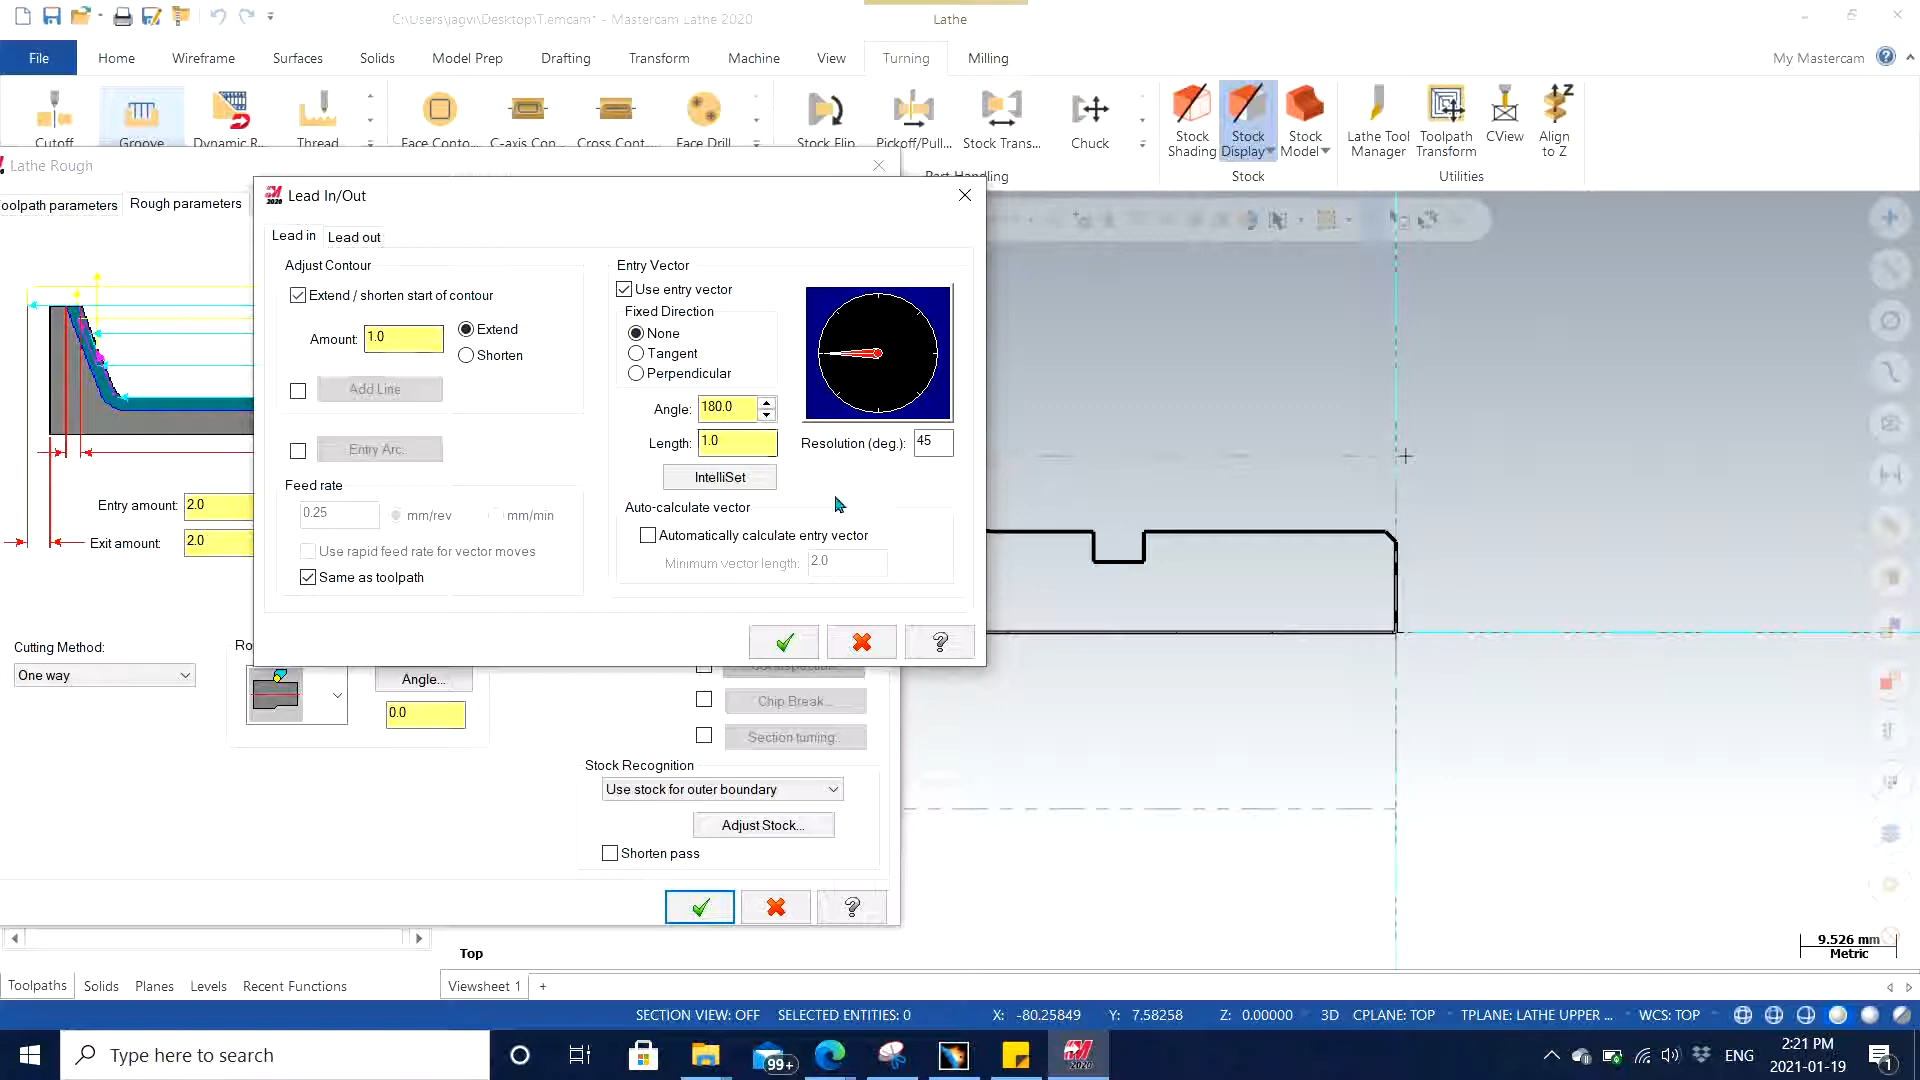 C:\Users\jagvi\Desktop\T.emcam* - Mastercam Lathe 2020
Lathe
File
Home
Wireframe
Surfaces
Solids
Model Prep
Drafting
Transform
Machine
View
Turning
Milling
My Mastercam
Cutoff
Groove
Dynamic R...
Thread
Face Conto...
C-axis Con...
Cross Cont...
Face Drill
Stock Flip
Pickoff/Pull...
Stock Trans...
Chuck
Stock Shading
Stock Display
Stock Model
Lathe Tool Manager
Toolpath Transform
CView
Align to Z
Part Handling
Stock
Utilities
Lathe Rough
oolpath parameters
Rough parameters
Lead In/Out
Lead in
Lead out
Adjust Contour
Extend / shorten start of contour
Amount: 1.0
Extend
Shorten
Add Line
Entry Arc.
Feed rate
0.25
mm/rev
mm/min
Use rapid feed rate for vector moves
Same as toolpath
Entry Vector
Use entry vector
Fixed Direction
None
Tangent
Perpendicular
Angle: 180.0
Length: 1.0
Resolution (deg.): 45
IntelliSet
Auto-calculate vector
Automatically calculate entry vector
Minimum vector length: 2.0
Entry amount: 2.0
Exit amount: 2.0
Cutting Method:
One way
Ro
Angle...
0.0
Chip Break...
Section turning.
Stock Recognition
Use stock for outer boundary
Adjust Stock...
Shorten pass
Top
9.526 mm
Metric
Toolpaths
Solids
Planes
Levels
Recent Functions
Viewsheet 1
+
SECTION VIEW: OFF
SELECTED ENTITIES: 0
X: -80.25849
Y: 7.58258
Z: 0.00000
3D
CPLANE: TOP
TPLANE: LATHE UPPER ...
WCS: TOP
Type here to search
99+
2020
ENG
2:21 PM
2021-01-19
1